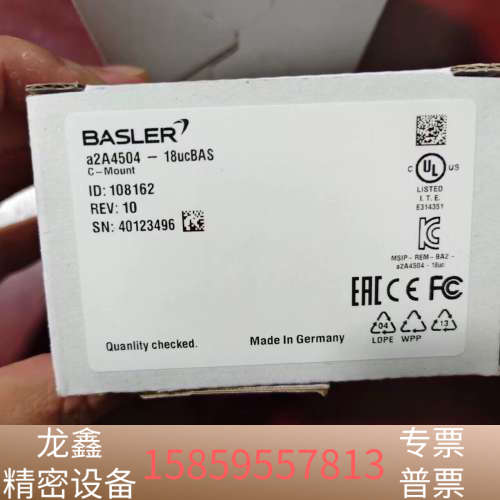 BASLER
a2A4504 – 18ucBAS
C–Mount
ID: 108162
REV: 10
SN: 40123496
C UL US
LISTED
I. T. E.
E314351
MSIP – REM – BA2 –
a2A4504 – 18uc
EAC CE FC
04 13
LDPE WPP
Made In Germany
Quanlity checked.
龙鑫
精密设备
15859557813
专票
普票